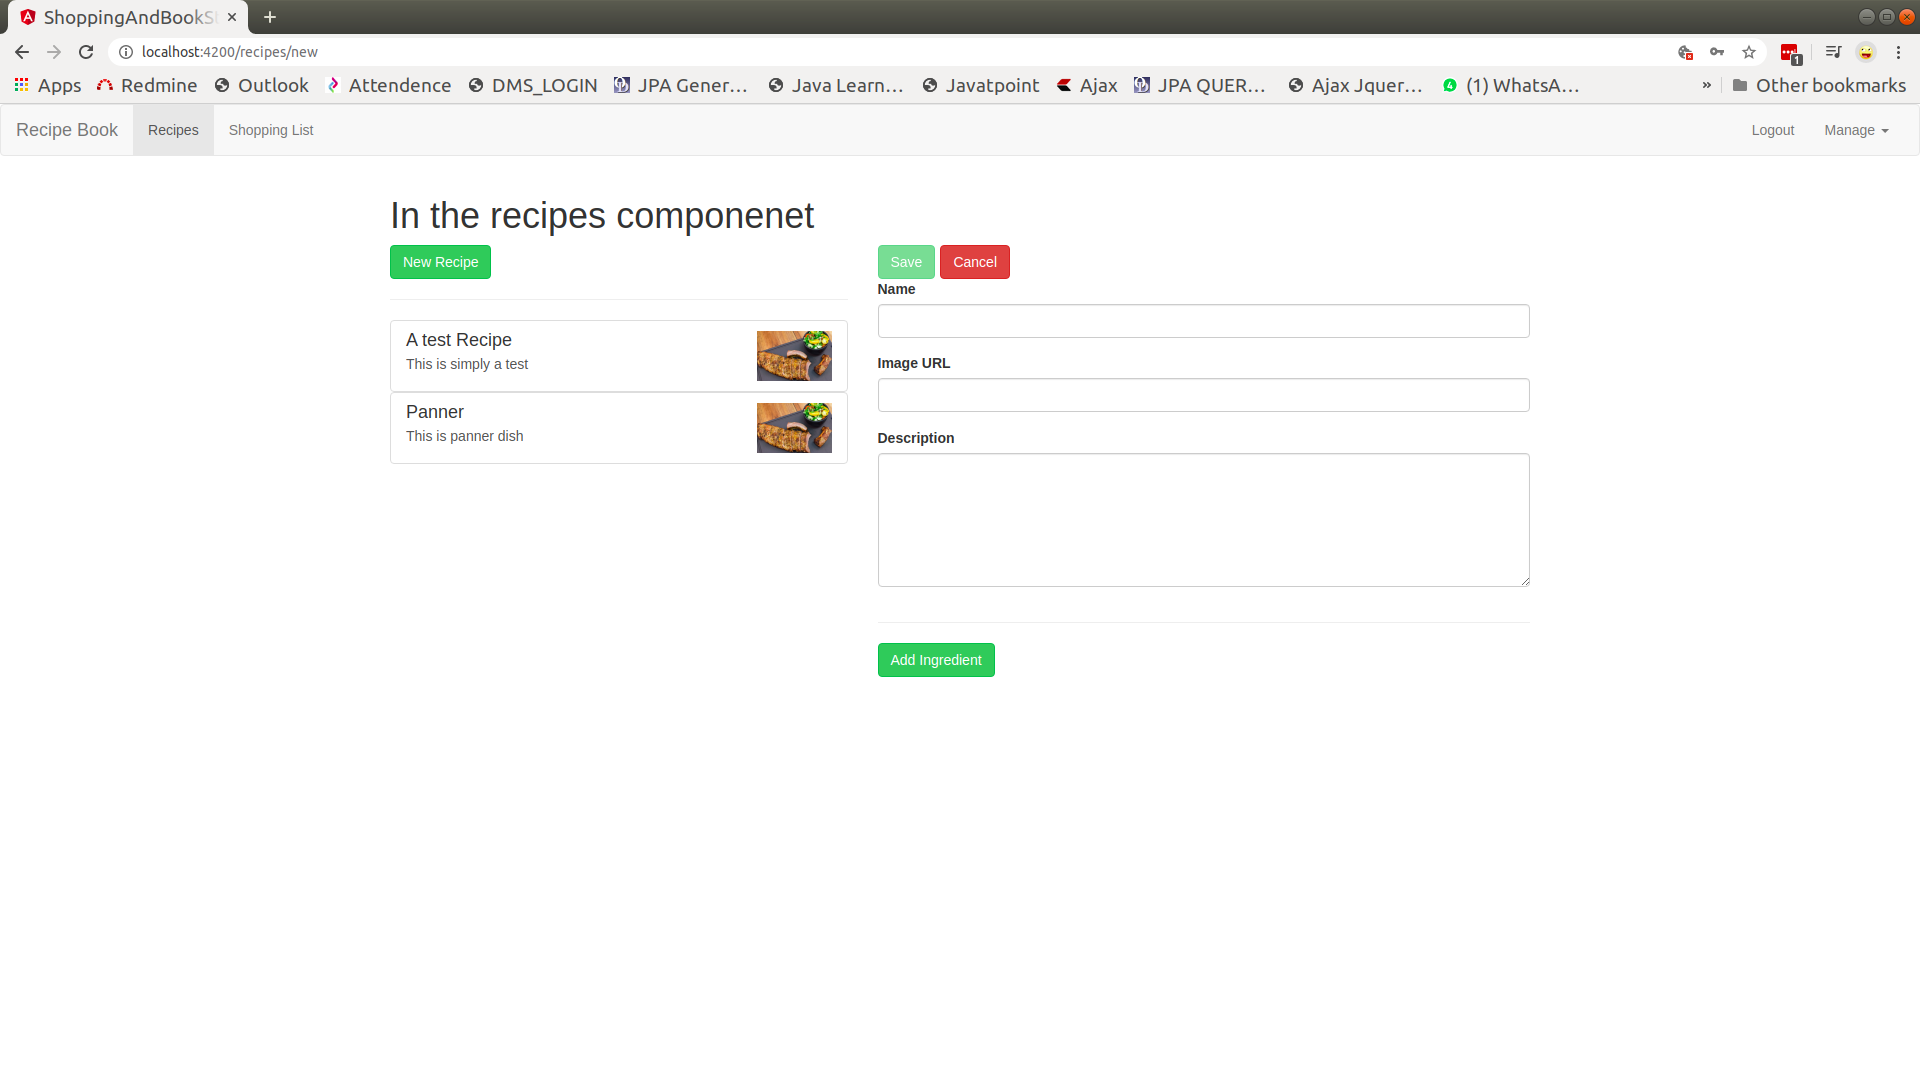 ShoppingAndBookS
localhost:4200/recipes/new
1
Apps Redmine Outlook Attendence DMS_LOGIN JPA Gener... Java Learn... Javatpoint Ajax JPA QUER... Ajax Jquer... 4 (1) WhatsA... » Other bookmarks
Recipe Book Recipes Shopping List Logout Manage
In the recipes componenet
New Recipe
A test Recipe
This is simply a test
Panner
This is panner dish
Save Cancel
Name
Image URL
Description
Add Ingredient